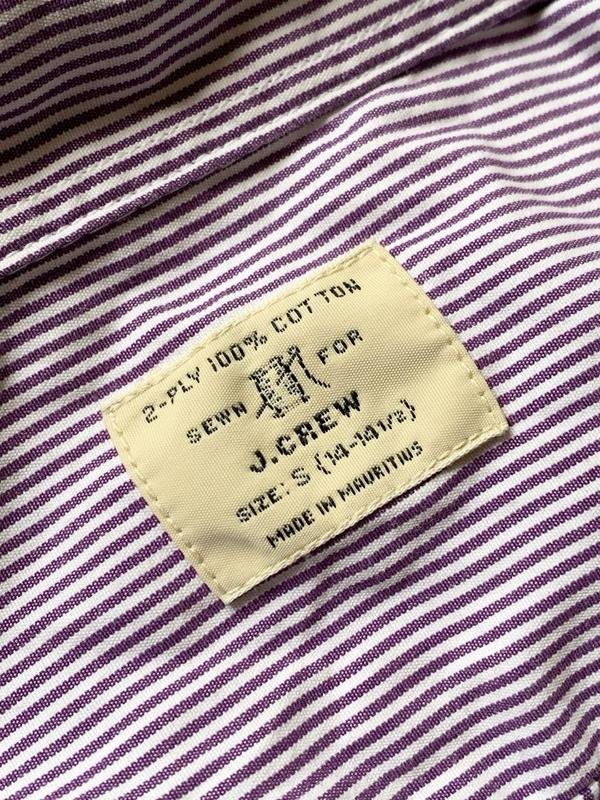 2-PLY 100% COTTON
SEWN FOR
J.CREW
SIZE: S (14-14 1/2)
MADE IN MAURITIUS